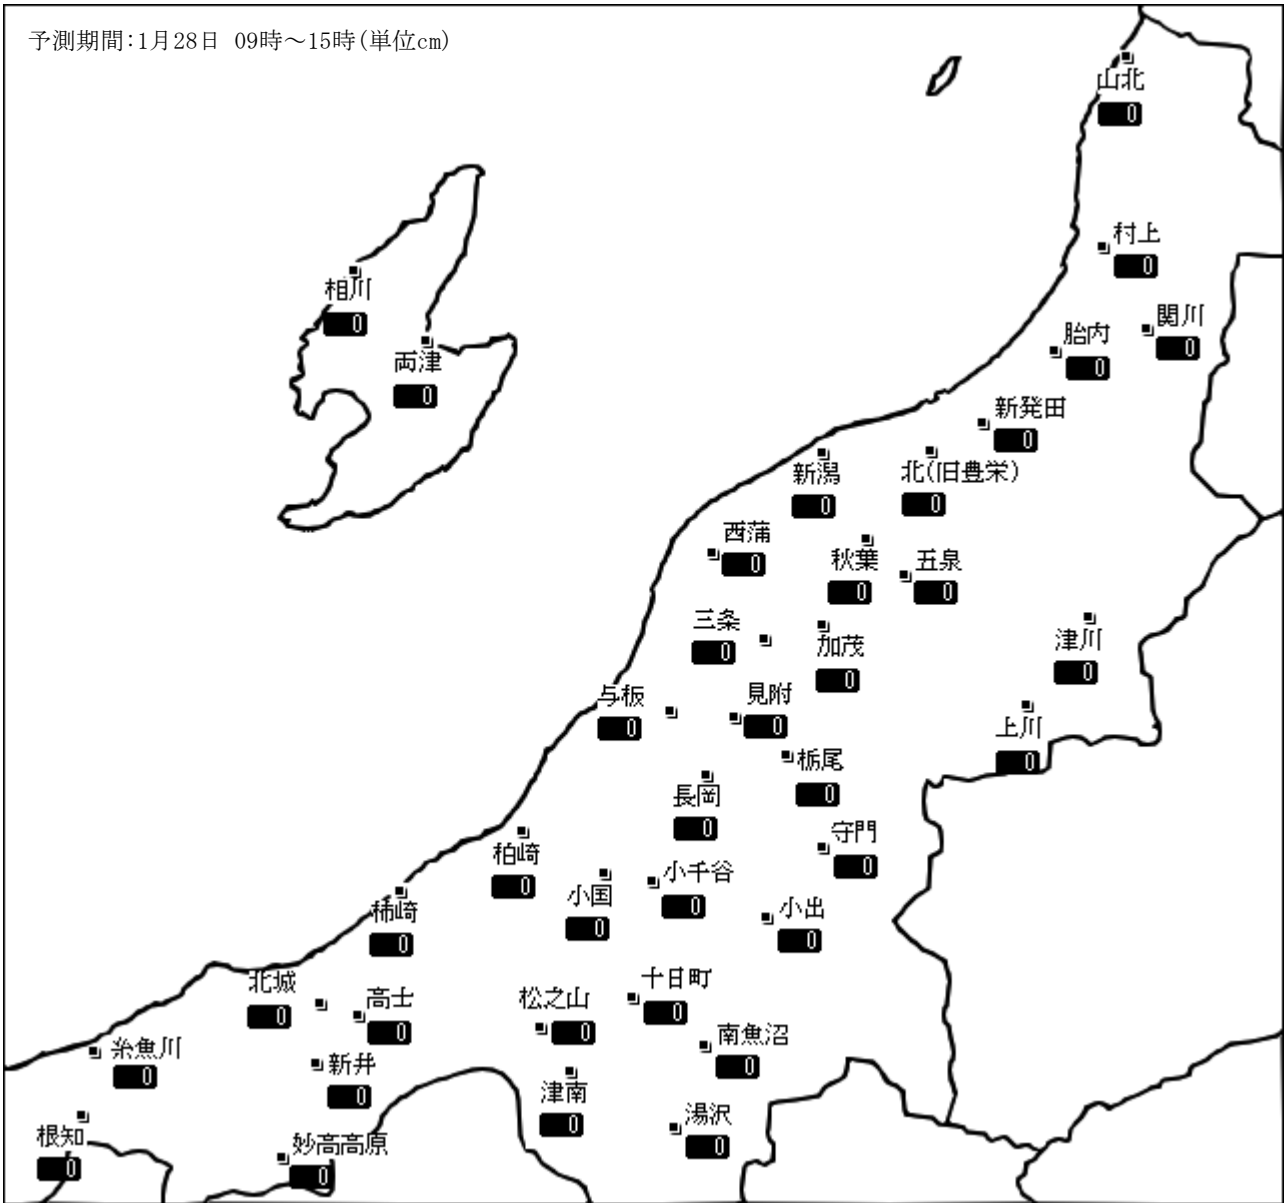 予測期間:1月28日 09時~15時(単位cm)
山北
0
村上
0
相川
0
関川
0
胎内
0
両津
0
新発田
0
新潟
0
北(旧豊栄)
0
西蒲
0
秋葉
0
五泉
0
三条
0
加茂
0
津川
0
与板
0
見附
0
上川
0
栃尾
0
長岡
0
守門
0
柏崎
0
小国
0
小千谷
0
小出
0
柿崎
0
北城
0
高士
0
松之山
0
十日町
0
南魚沼
0
糸魚川
0
新井
0
津南
0
湯沢
0
根知
0
妙高高原
0